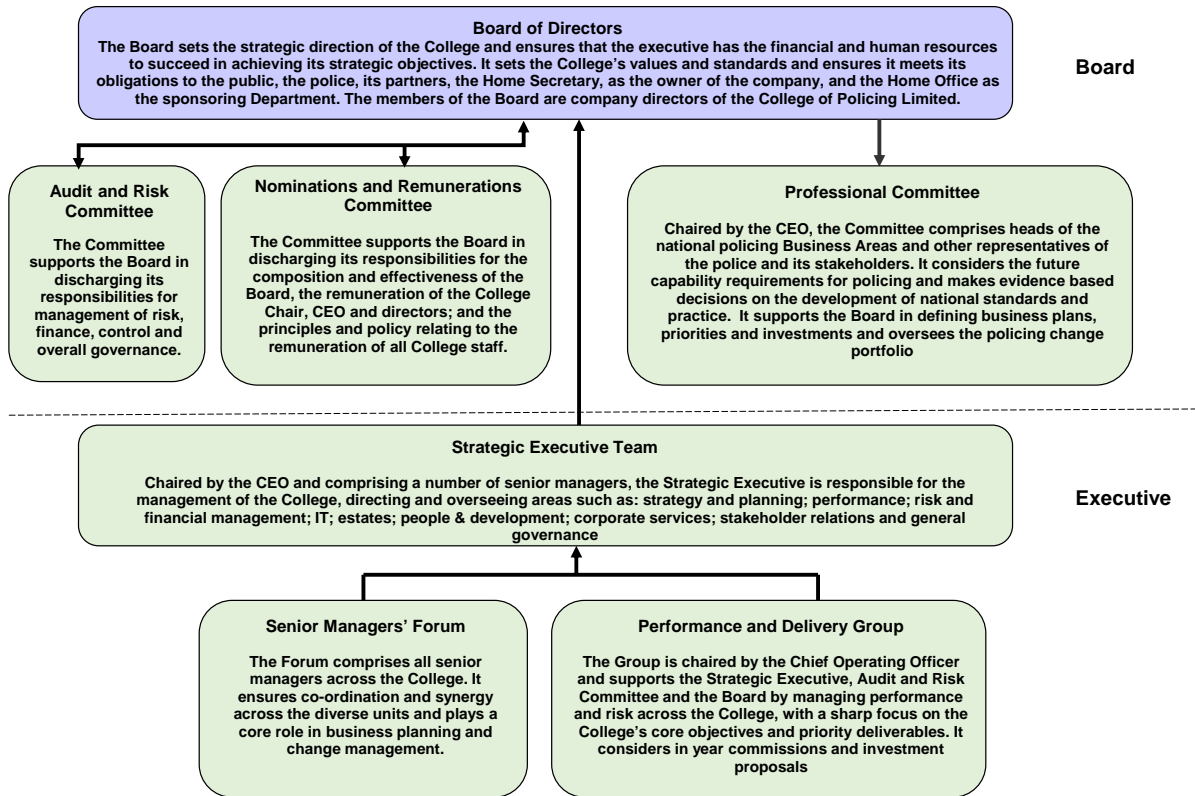 Board of Directors
The Board sets the strategic direction of the College and ensures that the executive has the financial and human resources
to succeed in achieving its strategic objectives. It sets the College's values and standards and ensures it meets its
obligations to the public, the police, its partners, the Home Secretary, as the owner of the company, and the Home Office as
the sponsoring Department. The members of the Board are company directors of the College of Policing Limited.
Board
Audit and Risk
Committee
The Committee
supports the Board in
discharging its
responsibilities for
management of risk,
finance, control and
overall governance.
Nominations and Remunerations
Committee
The Committee supports the Board in
discharging its responsibilities for the
composition and effectiveness of the
Board, the remuneration of the College
Chair, CEO and directors; and the
principles and policy relating to the
remuneration of all College staff.
Professional Committee
Chaired by the CEO, the Committee comprises heads of the
national policing Business Areas and other representatives of
the police and its stakeholders. It considers the future
capability requirements for policing and makes evidence based
decisions on the development of national standards and
practice. It supports the Board in defining business plans,
priorities and investments and oversees the policing change
portfolio
Strategic Executive Team
Chaired by the CEO and comprising a number of senior managers, the Strategic Executive is responsible for the
management of the College, directing and overseeing areas such as: strategy and planning; performance; risk and
financial management; IT; estates; people & development; corporate services; stakeholder relations and general
governance
Executive
Senior Managers' Forum
The Forum comprises all senior
managers across the College. It
ensures co-ordination and synergy
across the diverse units and plays a
core role in business planning and
change management.
Performance and Delivery Group
The Group is chaired by the Chief Operating Officer
and supports the Strategic Executive, Audit and Risk
Committee and the Board by managing performance
and risk across the College, with a sharp focus on the
College's core objectives and priority deliverables. It
considers in year commissions and investment
proposals